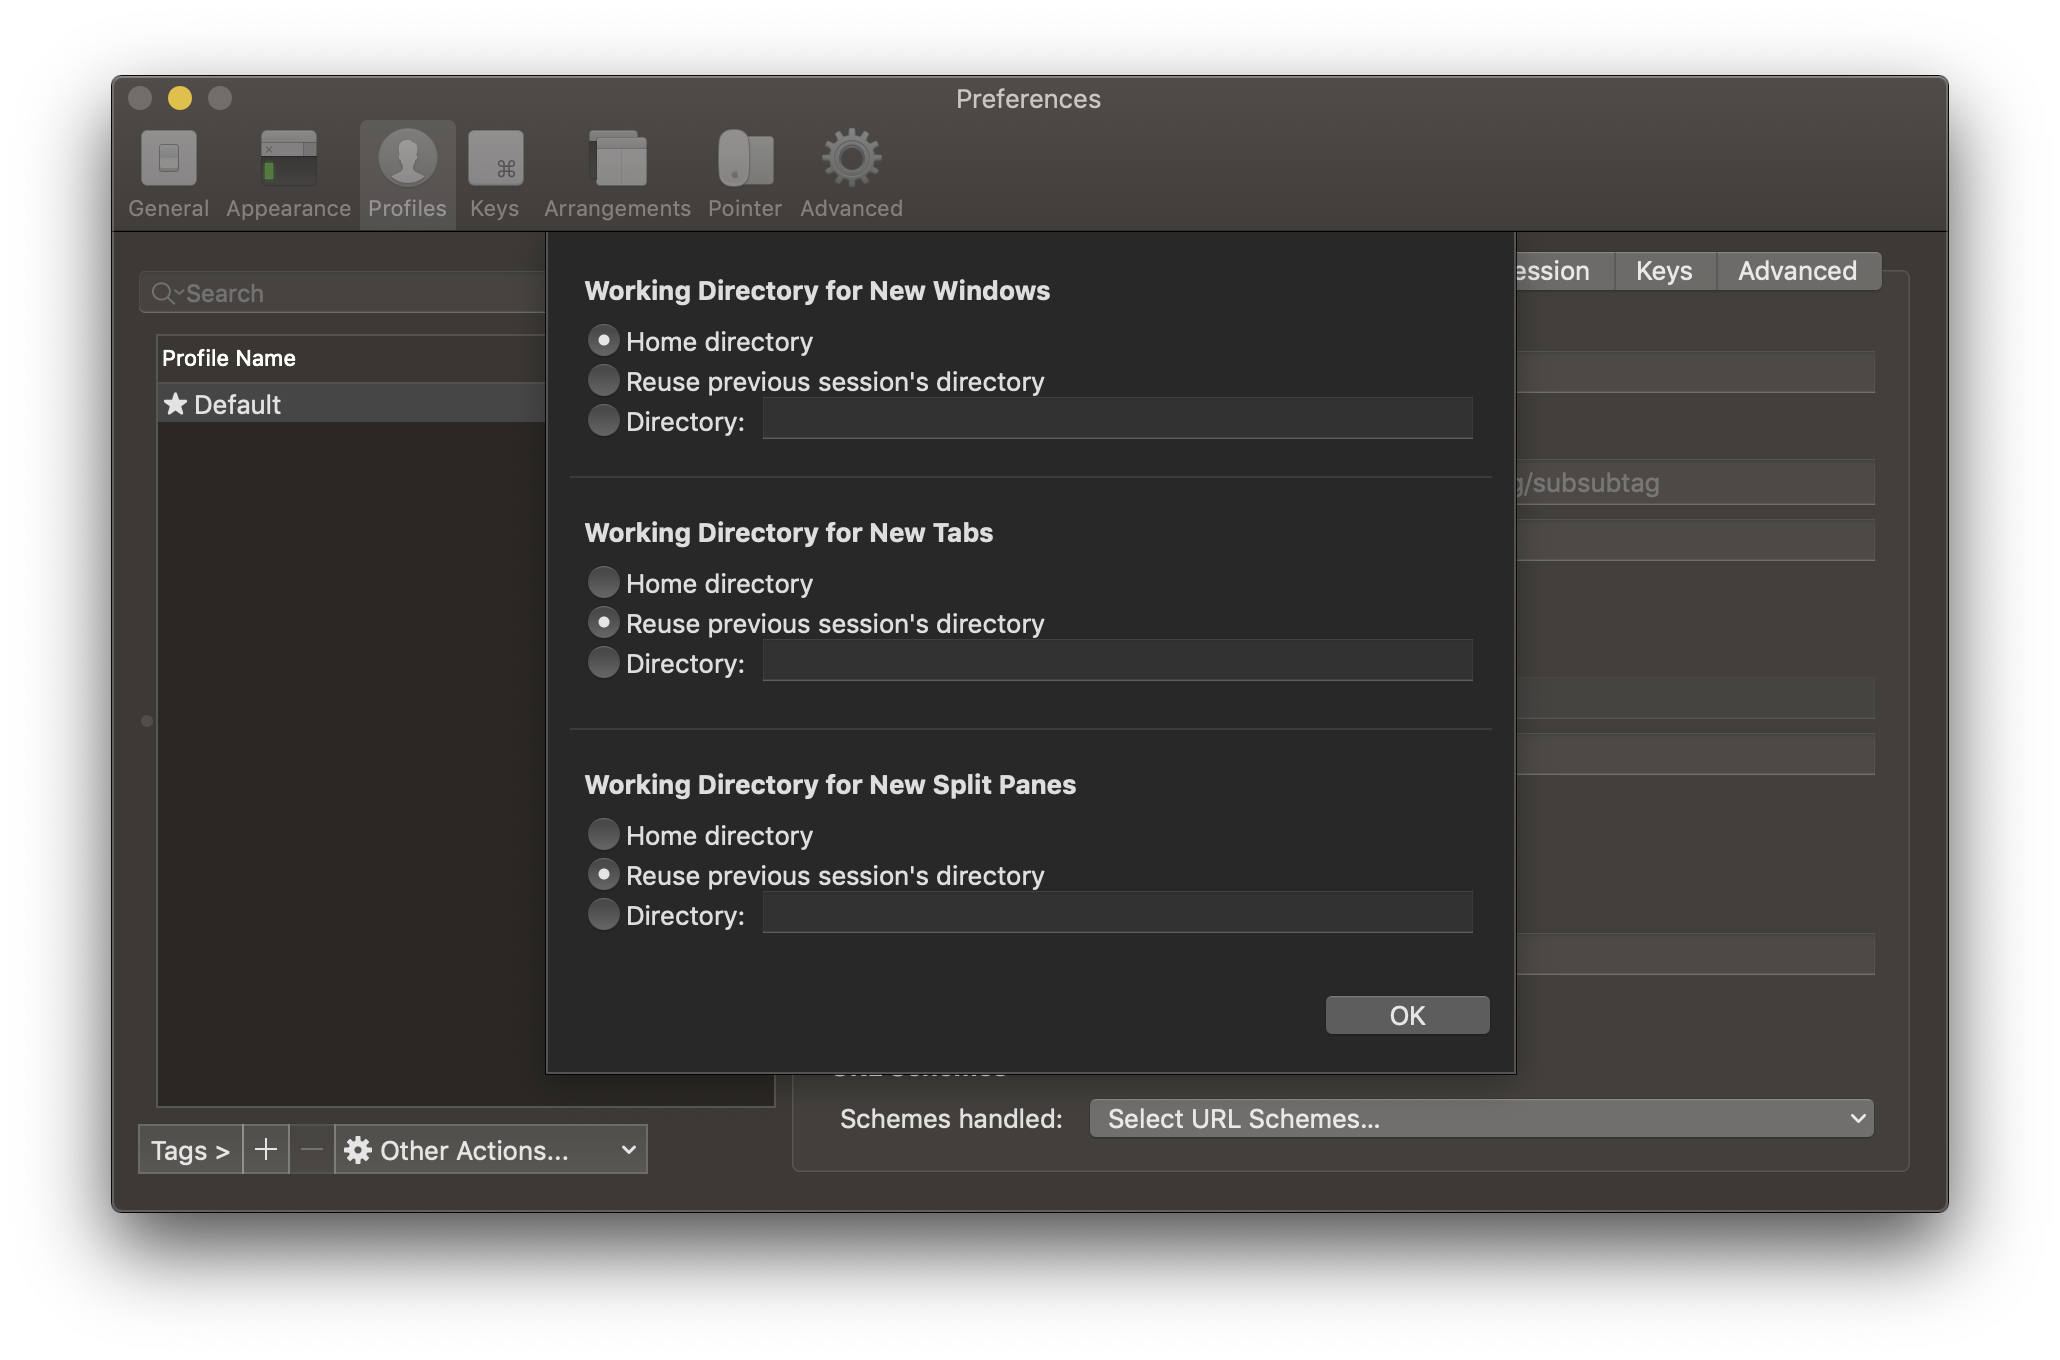 Preferences
General Appearance Profiles Keys Arrangements Pointer Advanced
Search
Keys Advanced
Profile Name
Default
Working Directory for New Windows
Home directory
Reuse previous session's directory
Directory:
Working Directory for New Tabs
Home directory
Reuse previous session's directory
Directory:
Working Directory for New Split Panes
Home directory
Reuse previous session's directory
Directory:
OK
/subsubtag
Schemes handled: Select URL Schemes...
Tags > + — Other Actions...